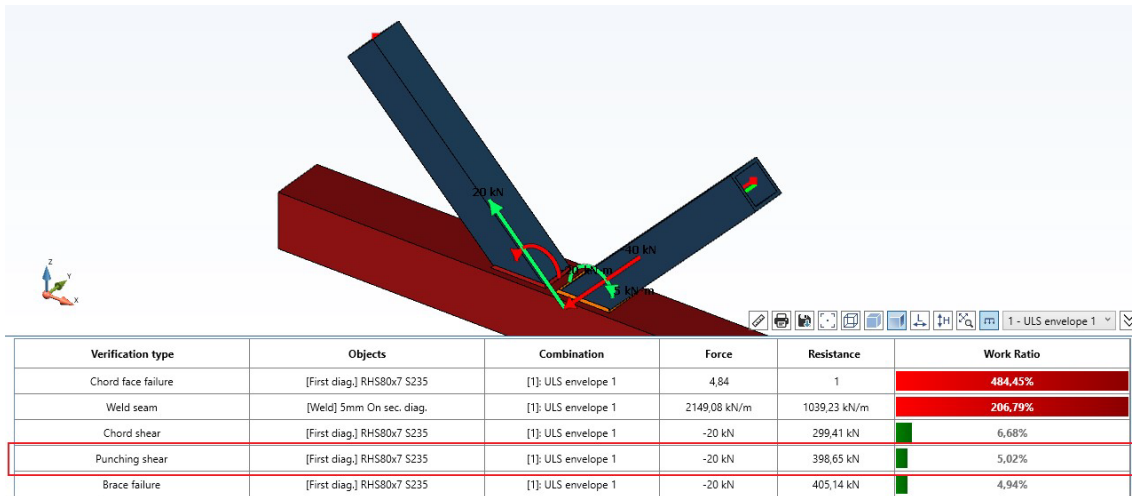 20 kN
-10 kN
-20 kN·m
5 kN·m
z
y
x
1 - ULS envelope 1
Verification type Objects Combination Force Resistance Work Ratio
Chord face failure [First diag.] RHS80x7 S235 [1]: ULS envelope 1 4,84 1 484,45%
Weld seam [Weld] 5mm On sec. diag. [1]: ULS envelope 1 2149,08 kN/m 1039,23 kN/m 206,79%
Chord shear [First diag.] RHS80x7 S235 [1]: ULS envelope 1 -20 kN 299,41 kN 6,68%
Punching shear [First diag.] RHS80x7 S235 [1]: ULS envelope 1 -20 kN 398,65 kN 5,02%
Brace failure [First diag.] RHS80x7 S235 [1]: ULS envelope 1 -20 kN 405,14 kN 4,94%